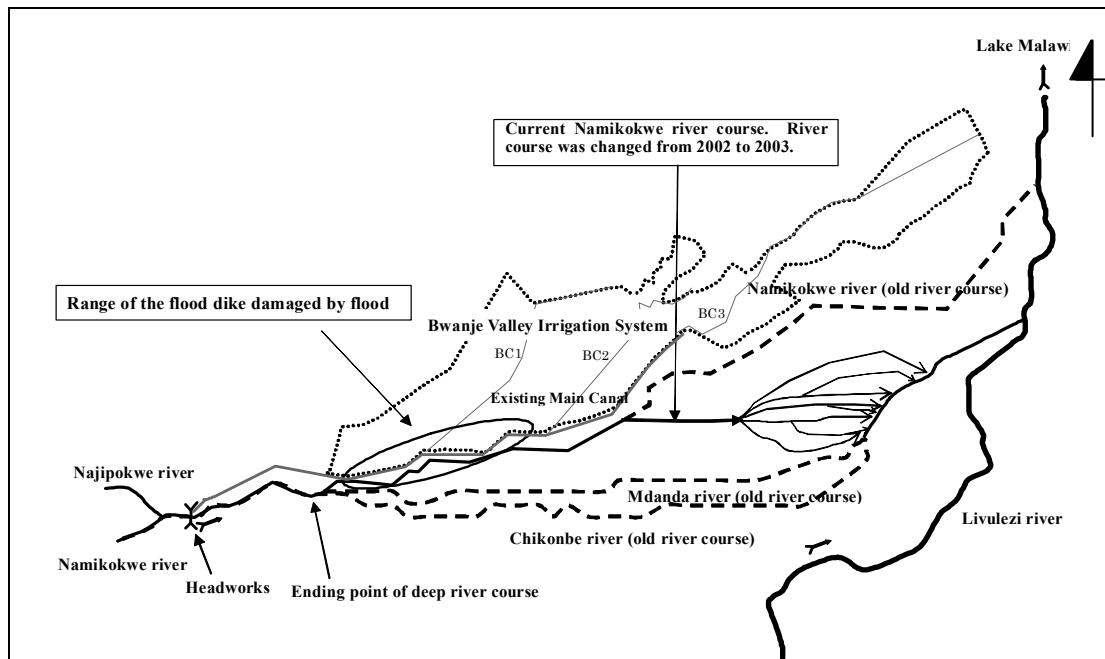 Lake Malawi
Current Namikokwe river course. River
course was changed from 2002 to 2003.
Range of the flood dike damaged by flood
Namikokwe river (old river course)
BC3
Bwanje Valley Irrigation System
BC1
BC2
Existing Main Canal
Najipokwe river
Mdanda river (old river course)
Livulezi river
Chikonbe river (old river course)
Namikokwe river
Headworks
Ending point of deep river course